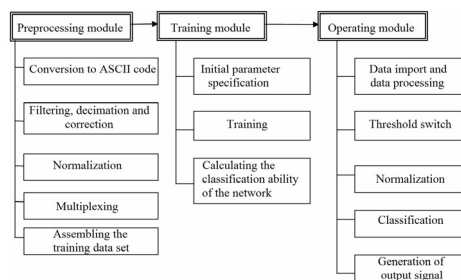 Preprocessing module
Conversion to ASCII code
Filtering, decimation and
correction
Normalization
Multiplexing
Assembling the
training data set
Training module
Initial parameter
specification
Training
Calculating the
classification ability
of the network
Operating module
Data import and
data processing
Threshold switch
Normalization
Classification
Generation of
output signal